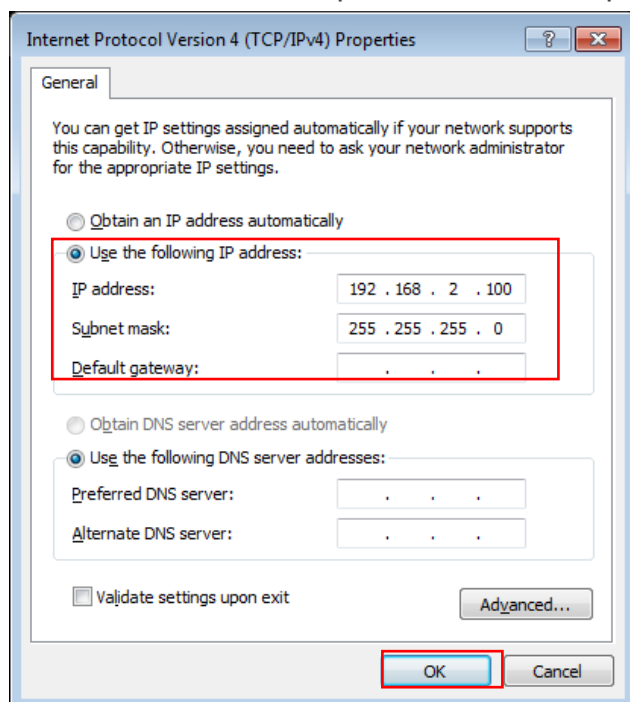 Internet Protocol Version 4 (TCP/IPv4) Properties
General
You can get IP settings assigned automatically if your network supports
this capability. Otherwise, you need to ask your network administrator
for the appropriate IP settings.
Obtain an IP address automatically
Use the following IP address:
IP address: 192 . 168 . 2 . 100
Subnet mask: 255 . 255 . 255 . 0
Default gateway: . . .
Obtain DNS server address automatically
Use the following DNS server addresses:
Preferred DNS server: . . .
Alternate DNS server: . . .
Validate settings upon exit
Advanced...
OK Cancel